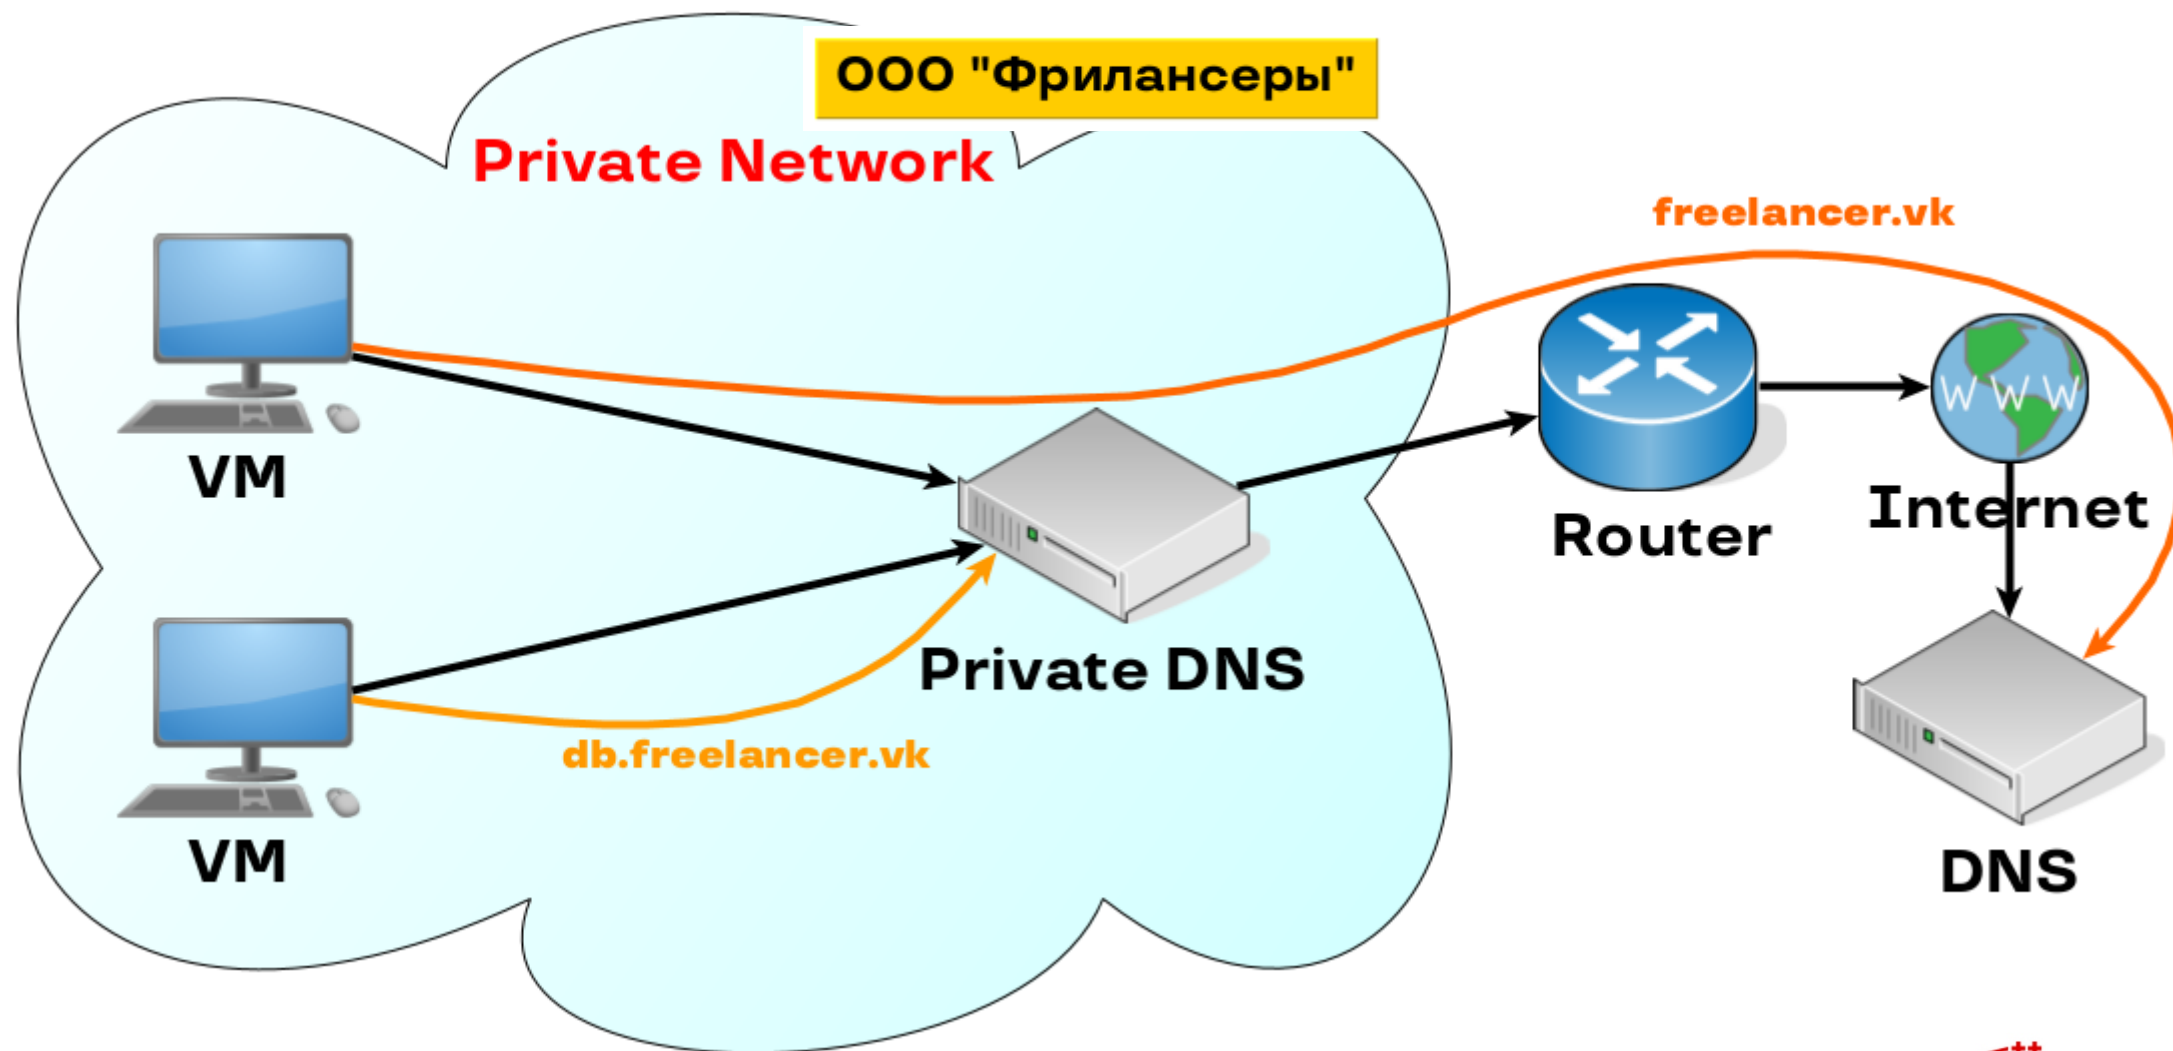 ООО "Фрилансеры"
Private Network
freelancer.vk
VM
W W W
Internet
Router
Private DNS
db.freelancer.vk
VM
DNS